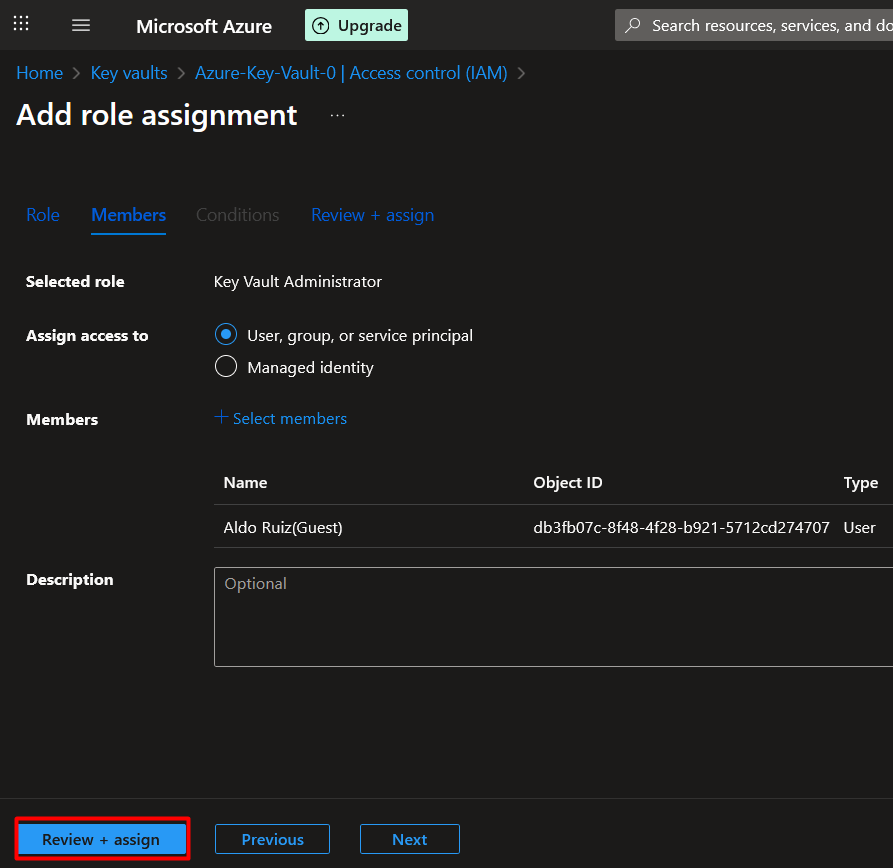 Microsoft Azure
Upgrade
Search resources, services, and do
Home > Key vaults > Azure-Key-Vault-0 | Access control (IAM) >
Add role assignment ...
Role Members Conditions Review + assign
Selected role Key Vault Administrator
Assign access to User, group, or service principal
Managed identity
Members + Select members
Name Object ID Type
Aldo Ruiz(Guest) db3fb07c-8f48-4f28-b921-5712cd274707 User
Description Optional
Review + assign Previous Next